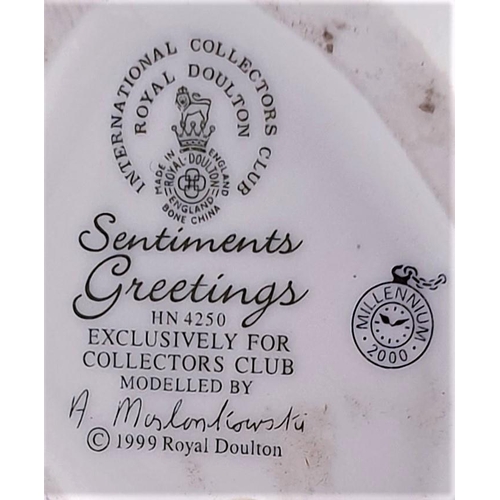 INTERNATIONAL COLLECTORS CLUB
ROYAL DOULTON
MADE IN ENGLAND
ROYAL·DOULTON
ENGLAND
BONE CHINA
Sentiments
Greetings
HN 4250
EXCLUSIVELY FOR
COLLECTORS CLUB
MODELLED BY
A. Maslankowski
© 1999 Royal Doulton
MILLENNIUM
· 2000 ·